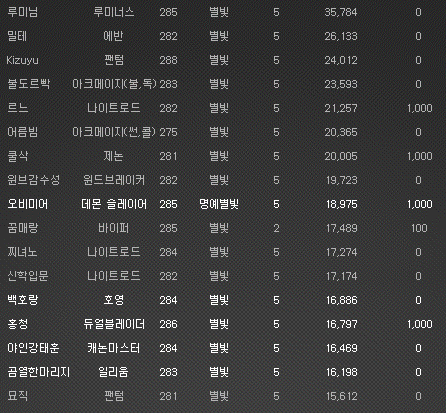 루미님 루미너스 285 별빛 5 35,784 0
밀테 에반 282 별빛 5 26,133 0
Kizuyu 팬텀 288 별빛 5 24,012 0
불도르빡 아크메이지(불,독) 283 별빛 5 23,593 0
르느 나이트로드 282 별빛 5 21,257 1,000
어름빔 아크메이지(썬,콜) 275 별빛 5 20,365 0
쿨삭 제논 281 별빛 5 20,005 1,000
윈브감수성 윈드브레이커 282 별빛 5 19,723 0
오비미어 데몬 슬레이어 285 명예별빛 5 18,975 1,000
꿈매랑 바이퍼 285 별빛 2 17,489 100
찌녀노 나이트로드 284 별빛 5 17,274 0
신학입문 나이트로드 282 별빛 5 17,174 0
백호랑 호영 284 별빛 5 16,886 0
홍청 듀얼블레이더 286 별빛 5 16,797 1,000
야인강태훈 캐논마스터 284 별빛 5 16,469 0
곰열한마리지 일리움 283 별빛 5 16,198 0
묘직 팬텀 281 별빛 5 15,612 0